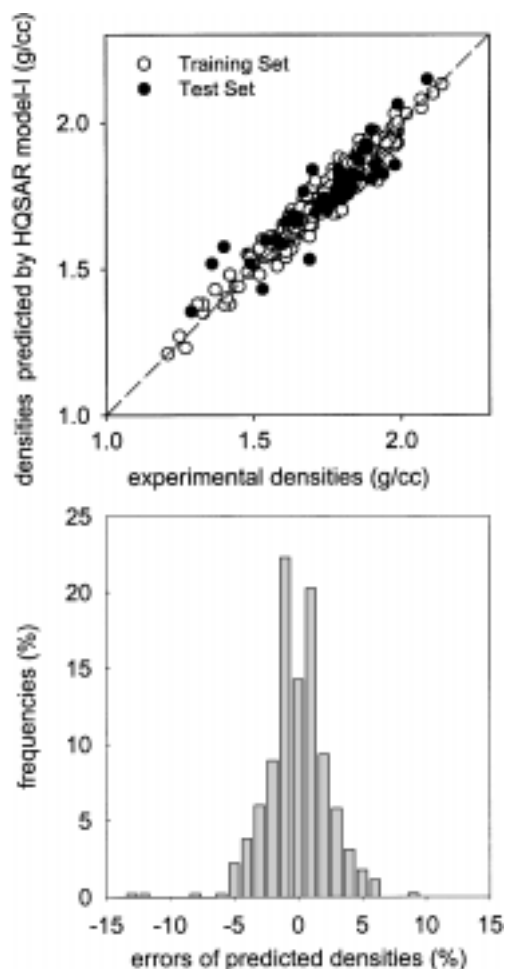 densities predicted by HQSAR model-I (g/cc)
Training Set
Test Set
2.0
1.5
1.0
1.0 1.5 2.0
experimental densities (g/cc)
frequencies (%)
25
20
15
10
5
0
-15 -10 -5 0 5 10 15
errors of predicted densities (%)